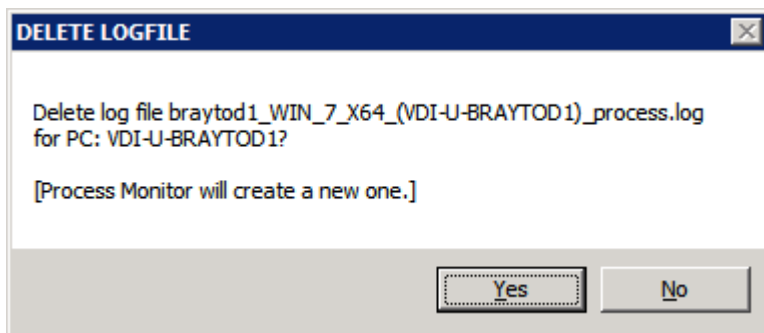 DELETE LOGFILE
Delete log file braytod1_WIN_7_X64_(VDI-U-BRAYTOD1)_process.log
for PC: VDI-U-BRAYTOD1?
[Process Monitor will create a new one.]
Yes
No